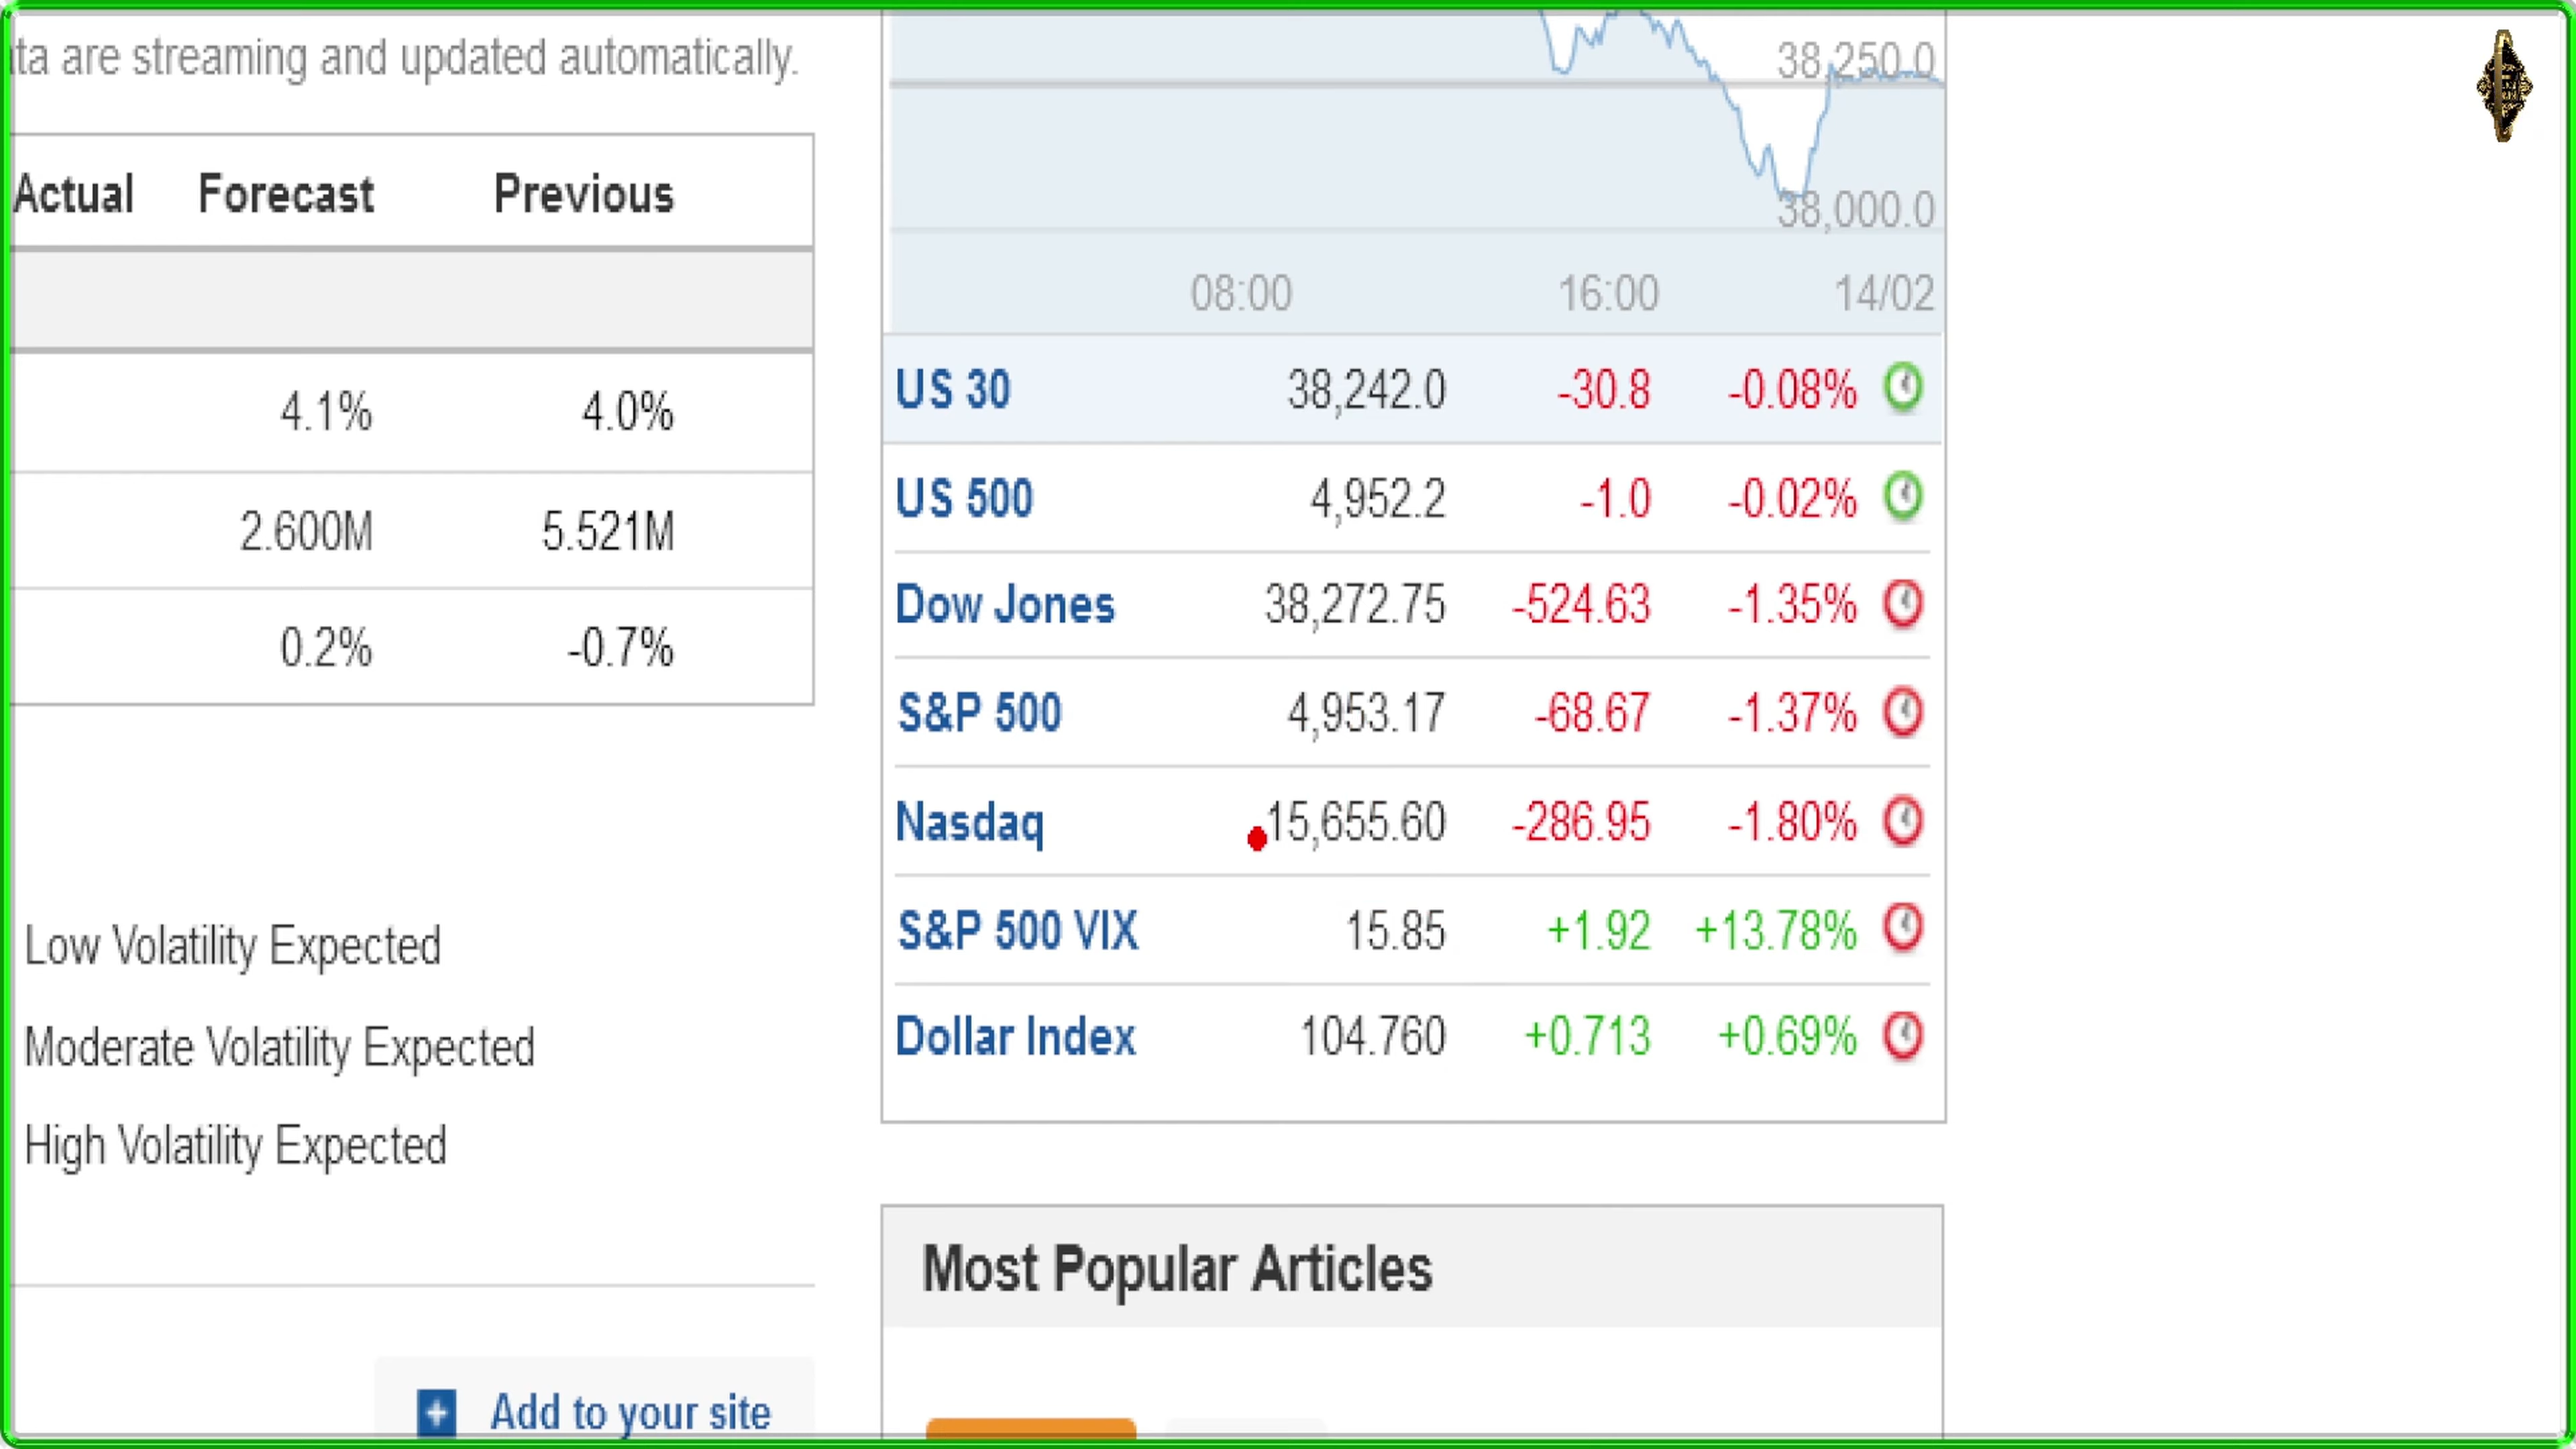 ta are streaming and updated automatically.
Actual Forecast Previous
4.1% 4.0%
2.600M 5.521M
0.2% -0.7%
Low Volatility Expected
Moderate Volatility Expected
High Volatility Expected
Add to your site
38,250.0
38,000.0
08:00 16:00 14/02
US 30 38,242.0 -30.8 -0.08%
US 500 4,952.2 -1.0 -0.02%
Dow Jones 38,272.75 -524.63 -1.35%
S&P 500 4,953.17 -68.67 -1.37%
Nasdaq 15,655.60 -286.95 -1.80%
S&P 500 VIX 15.85 +1.92 +13.78%
Dollar Index 104.760 +0.713 +0.69%
Most Popular Articles